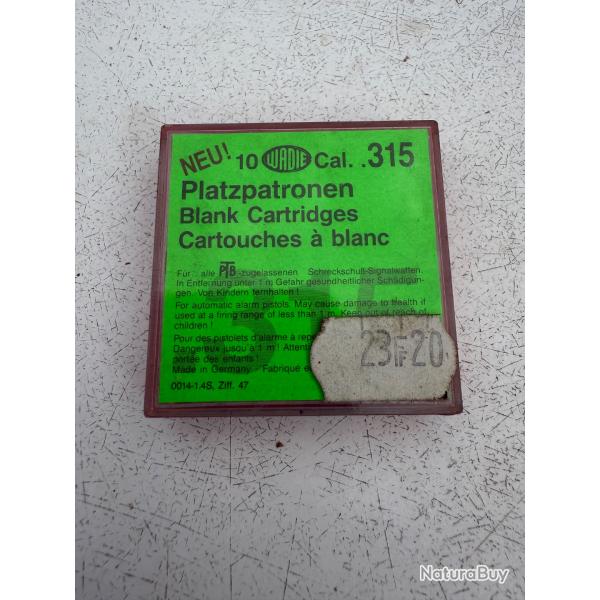 NEU! 10 WADIE Cal. .315
Platzpatronen
Blank Cartridges
Cartouches à blanc
Für alle PTB-zugelassenen Schreckschuß-Signalwaffen.
In Entfernung unter 1 m Gefahr gesundheitlicher Schädigun-
gen. Von Kindern fernhalten!
For automatic alarm pistols. May cause damage to health if
used at a firing range of less than 1 m. Keep out of reach of
children!
Pour des pistolets d'alarme à
Dangereux jusqu'à 1 m!
portée des enfants!
Made in Germany - Fabriqué
0014-1.4S, Ziff. 47
23F20
NaturaBuy